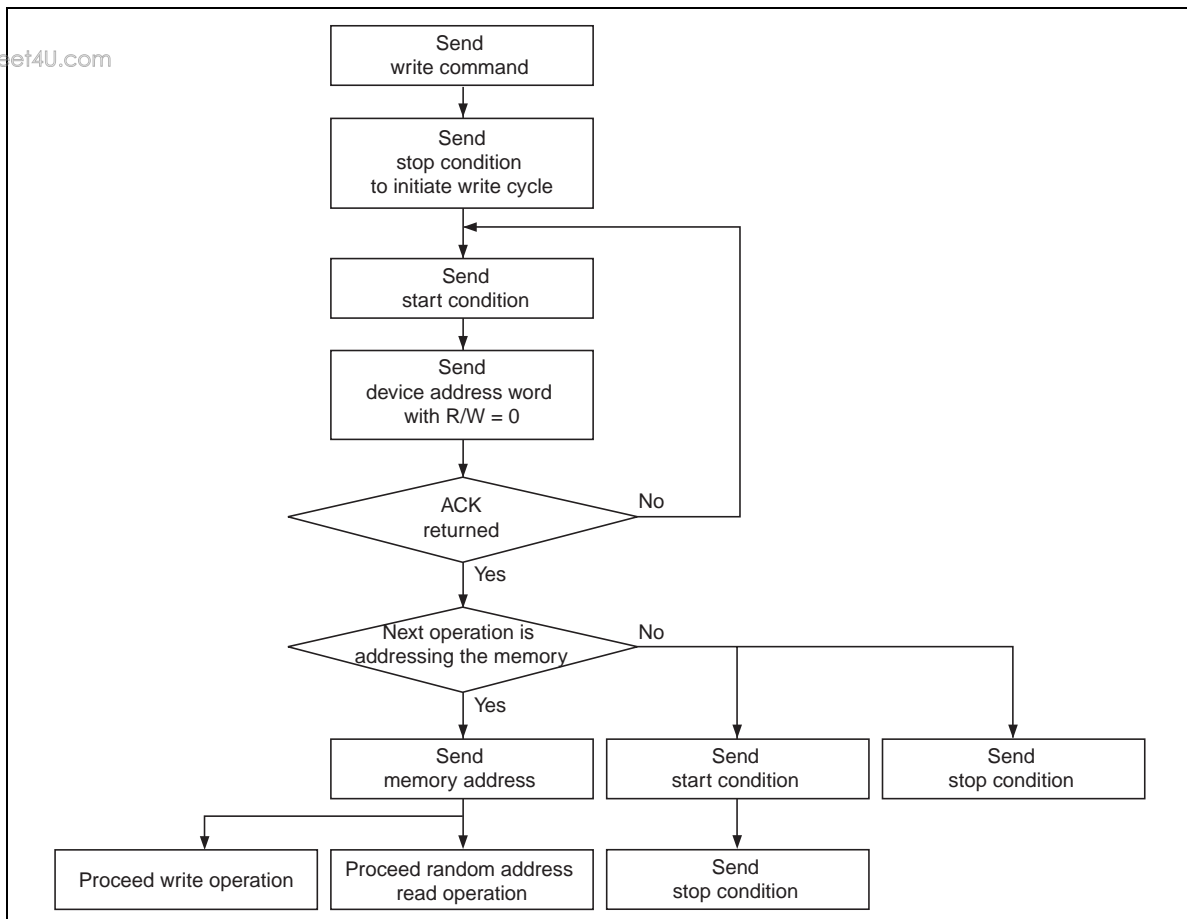 eet4U.com
Send
write command
Send
stop condition
to initiate write cycle
Send
start condition
Send
device address word
with R/W = 0
ACK
returned
No
Yes
Next operation is
addressing the memory
No
Yes
Send
memory address
Send
start condition
Send
stop condition
Proceed write operation
Proceed random address
read operation
Send
stop condition